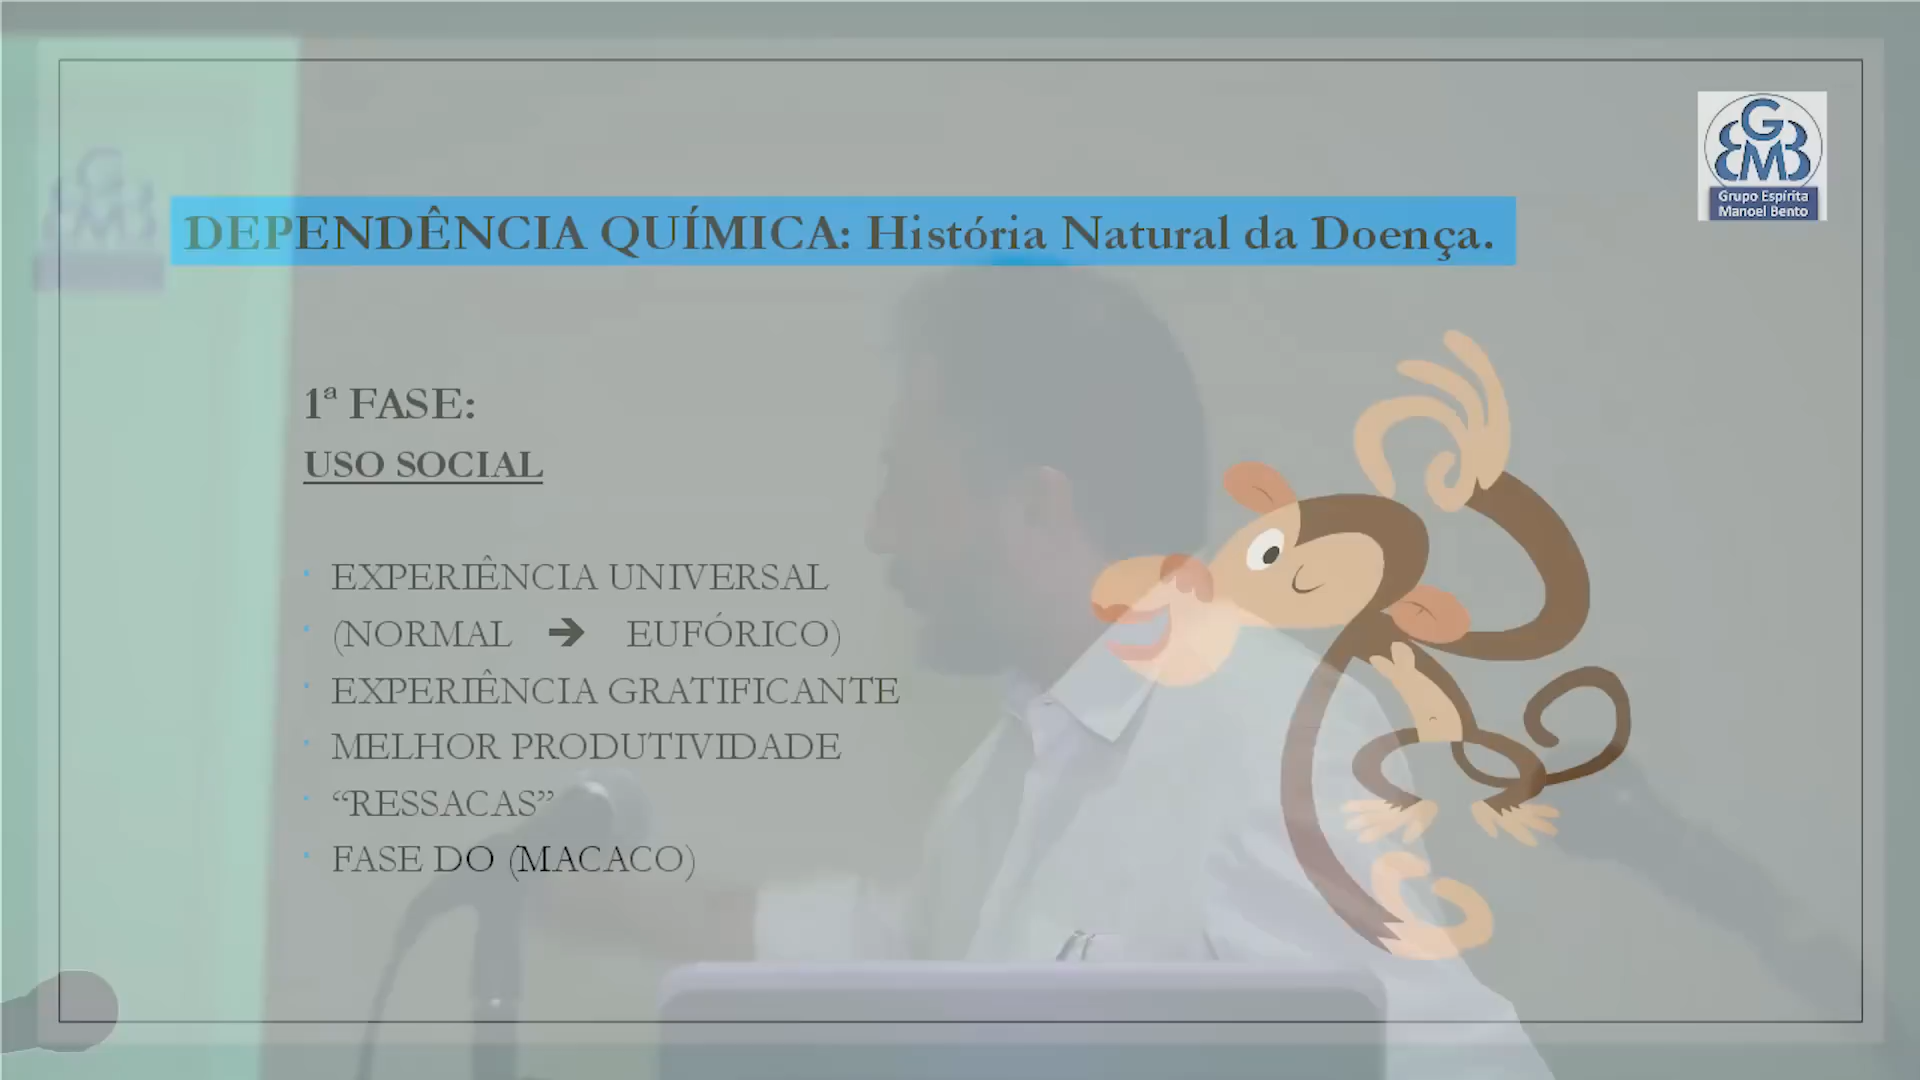 GEMB
Grupo Espírita
Manoel Bento
DEPENDÊNCIA QUÍMICA: História Natural da Doença.
1ª FASE:
USO SOCIAL
EXPERIÊNCIA UNIVERSAL
(NORMAL ➔ EUFÓRICO)
EXPERIÊNCIA GRATIFICANTE
MELHOR PRODUTIVIDADE
“RESSACAS”
FASE DO (MACACO)